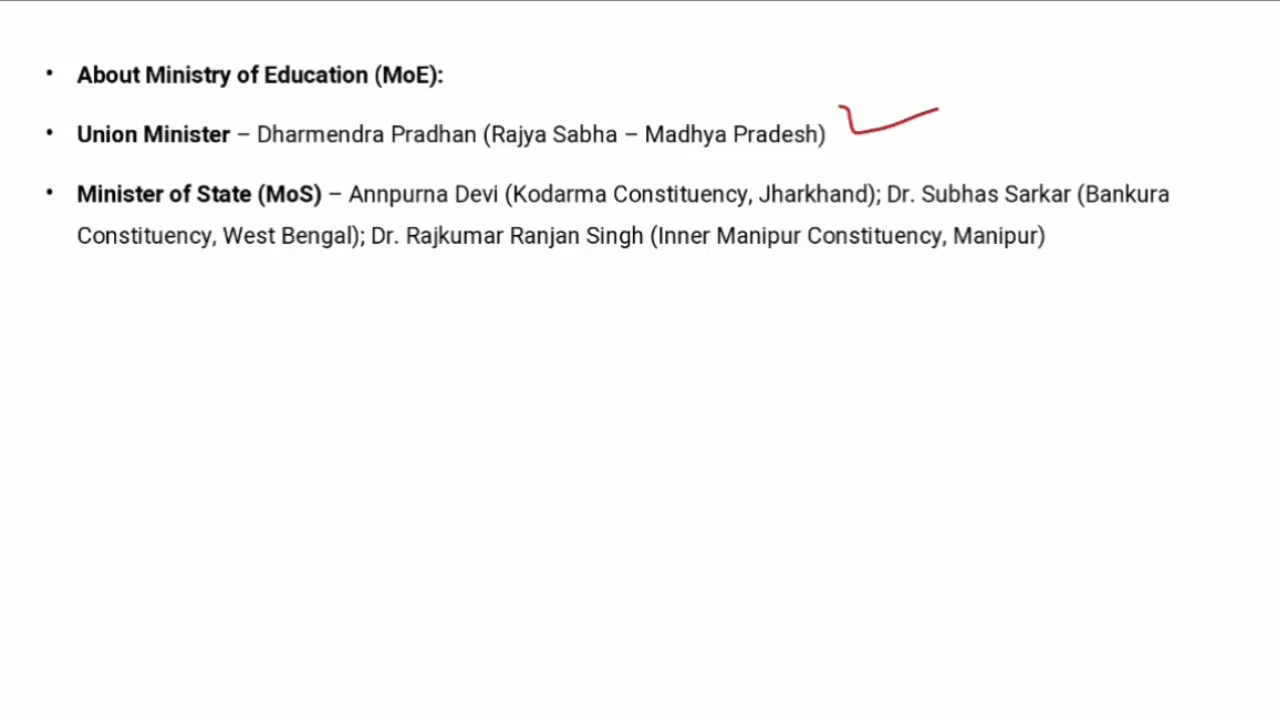 • About Ministry of Education (MoE):
• Union Minister – Dharmendra Pradhan (Rajya Sabha – Madhya Pradesh)
• Minister of State (MoS) – Annpurna Devi (Kodarma Constituency, Jharkhand); Dr. Subhas Sarkar (Bankura
Constituency, West Bengal); Dr. Rajkumar Ranjan Singh (Inner Manipur Constituency, Manipur)